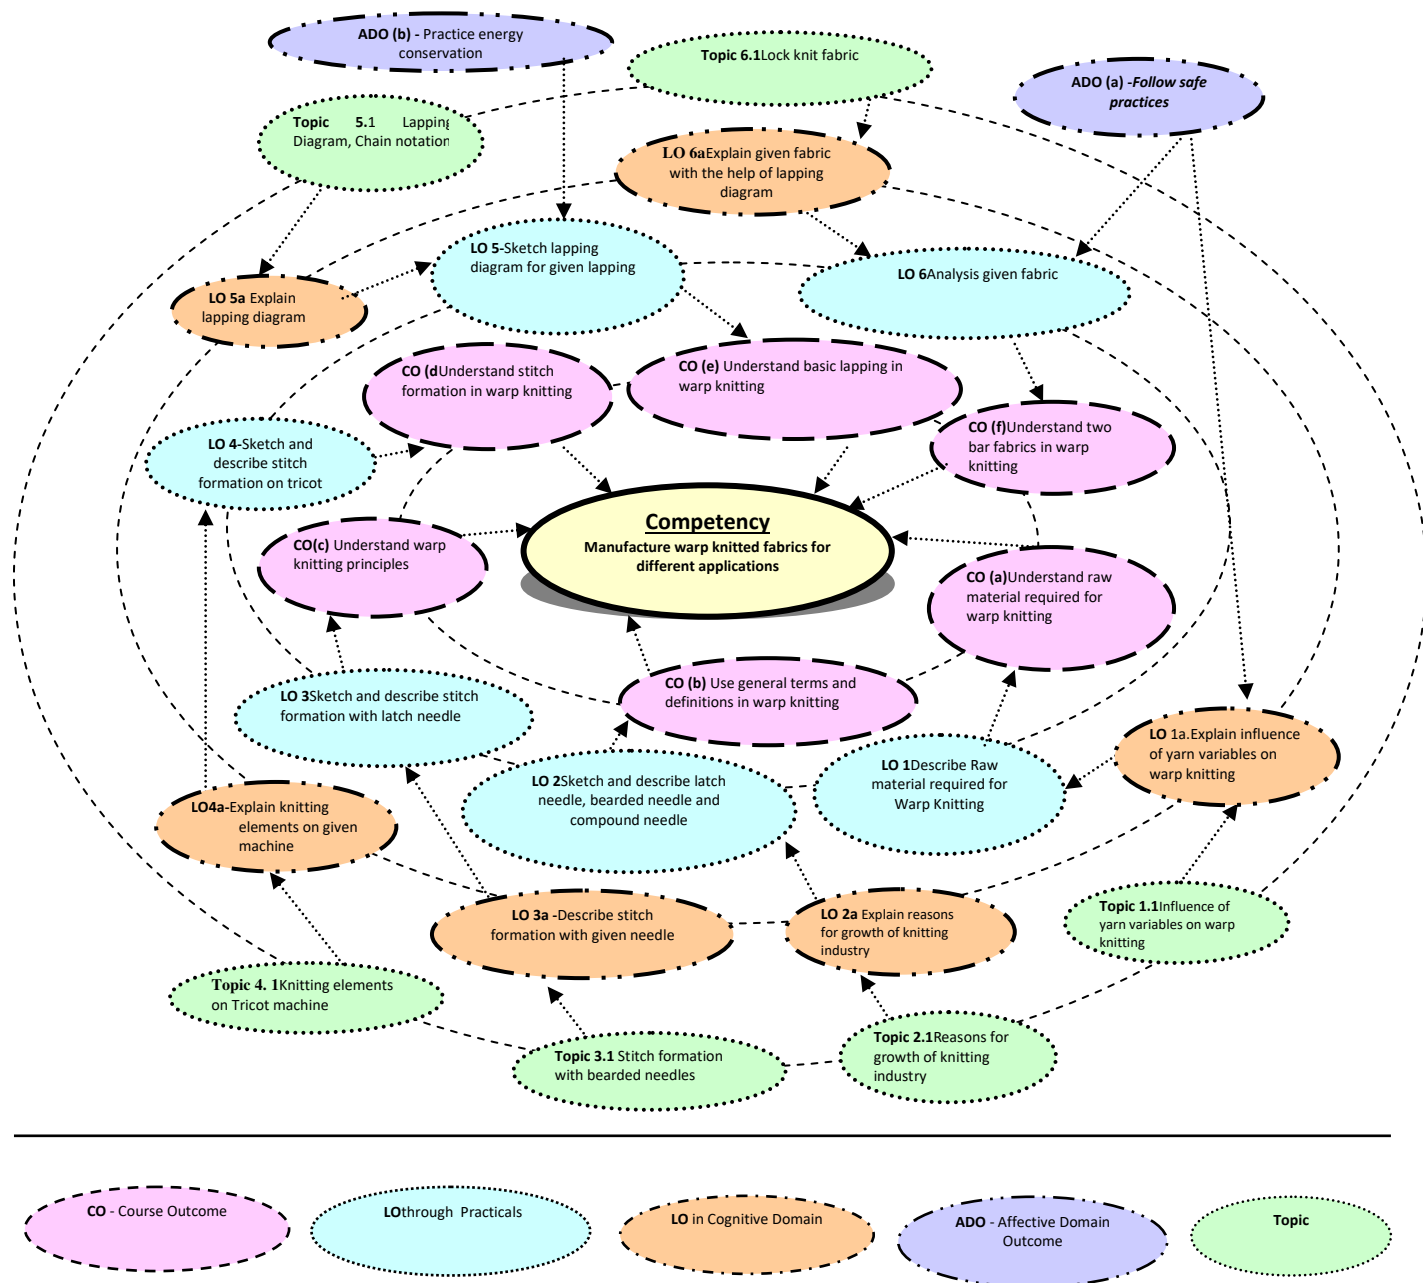 ADO (b) - Practice energy
conservation
Topic 6.1Lock knit fabric
ADO (a) -Follow safe
practices
Topic 5.1 Lapping
Diagram, Chain notation
LO 6aExplain given fabric
with the help of lapping
diagram
LO 5-Sketch lapping
diagram for given lapping
LO 6Analysis given fabric
LO 5a Explain
lapping diagram
CO (dUnderstand stitch
formation in warp knitting
CO (e) Understand basic lapping in
warp knitting
CO (f)Understand two
bar fabrics in warp
knitting
LO 4-Sketch and
describe stitch
formation on tricot
Competency
Manufacture warp knitted fabrics for
different applications
CO(c) Understand warp
knitting principles
CO (a)Understand raw
material required for
warp knitting
LO 3Sketch and describe stitch
formation with latch needle
CO (b) Use general terms and
definitions in warp knitting
LO 1a.Explain influence
of yarn variables on
warp knitting
LO 2Sketch and describe latch
needle, bearded needle and
compound needle
LO 1Describe Raw
material required for
Warp Knitting
LO4a-Explain knitting
elements on given
machine
LO 3a -Describe stitch
formation with given needle
LO 2a Explain reasons
for growth of knitting
industry
Topic 1.1Influence of
yarn variables on warp
knitting
Topic 4. 1Knitting elements
on Tricot machine
Topic 3.1 Stitch formation
with bearded needles
Topic 2.1Reasons for
growth of knitting
industry
CO - Course Outcome
LOthrough Practicals
LO in Cognitive Domain
ADO - Affective Domain
Outcome
Topic